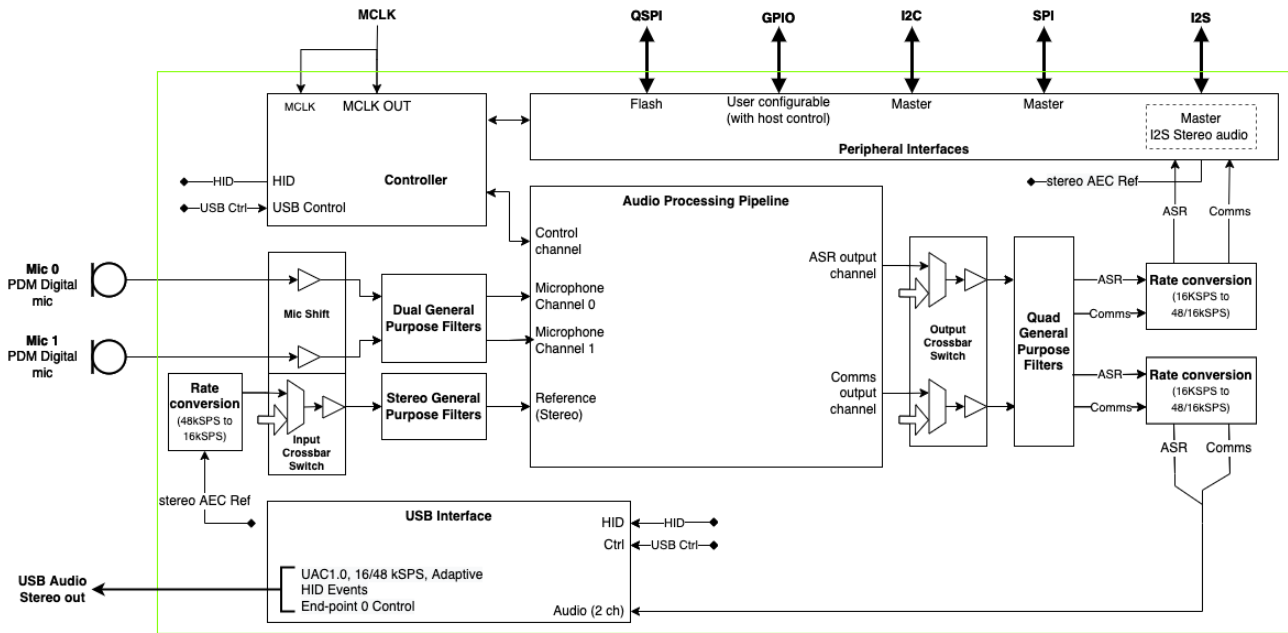 MCLK
QSPI
GPIO
I2C
SPI
I2S
MCLK
MCLK OUT
Flash
User configurable
(with host control)
Master
Master
Master
I2S Stereo audio
Peripheral Interfaces
HID
HID
Controller
USB Ctrl
USB Control
stereo AEC Ref
ASR
Comms
Audio Processing Pipeline
Control
channel
Mic 0
PDM Digital
mic
Mic Shift
Dual General
Purpose Filters
Microphone
Channel 0
Microphone
Channel 1
Mic 1
PDM Digital
mic
ASR output
channel
Output
Crossbar
Switch
Quad
General
Purpose
Filters
ASR
Comms
Rate conversion
(16KSPS to
48/16kSPS)
Rate
conversion
(48kSPS to
16kSPS)
Input
Crossbar
Switch
Stereo General
Purpose Filters
Reference
(Stereo)
Comms
output
channel
ASR
Comms
Rate conversion
(16KSPS to
48/16kSPS)
ASR
Comms
stereo AEC Ref
USB Interface
HID
HID
Ctrl
USB Ctrl
USB Audio
Stereo out
UAC1.0, 16/48 kSPS, Adaptive
HID Events
End-point 0 Control
Audio (2 ch)